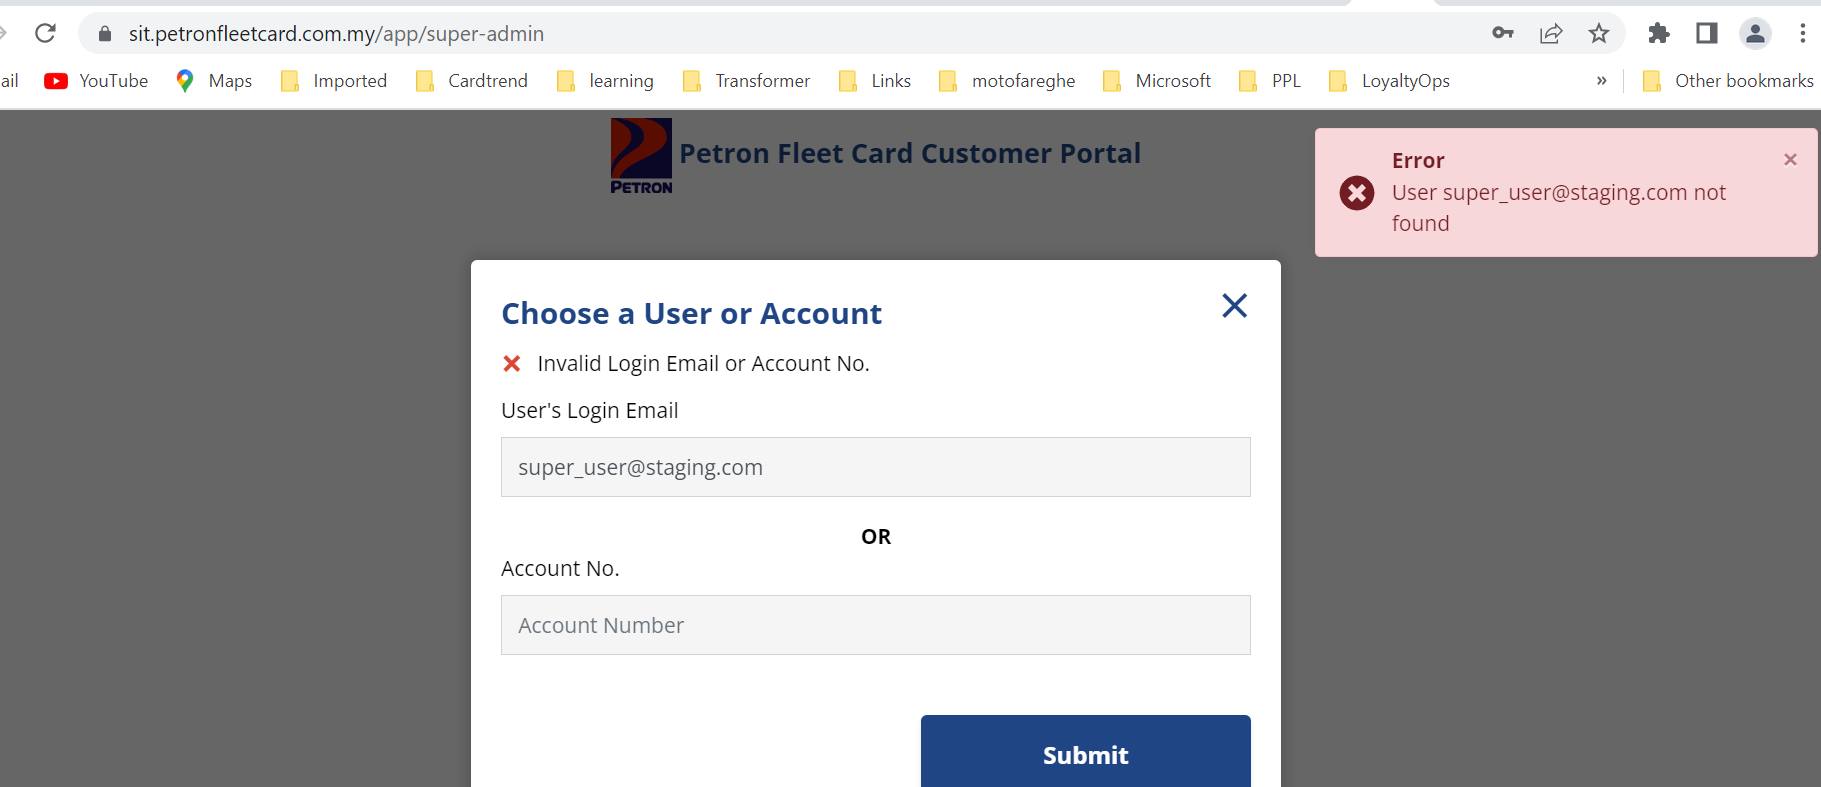 sit.petronfleetcard.com.my/app/super-admin
ail YouTube Maps Imported Cardtrend learning Transformer Links motofareghe Microsoft PPL LoyaltyOps » Other bookmarks
PETRON
Petron Fleet Card Customer Portal
Error
User super_user@staging.com not
found
Choose a User or Account
Invalid Login Email or Account No.
User's Login Email
super_user@staging.com
OR
Account No.
Account Number
Submit